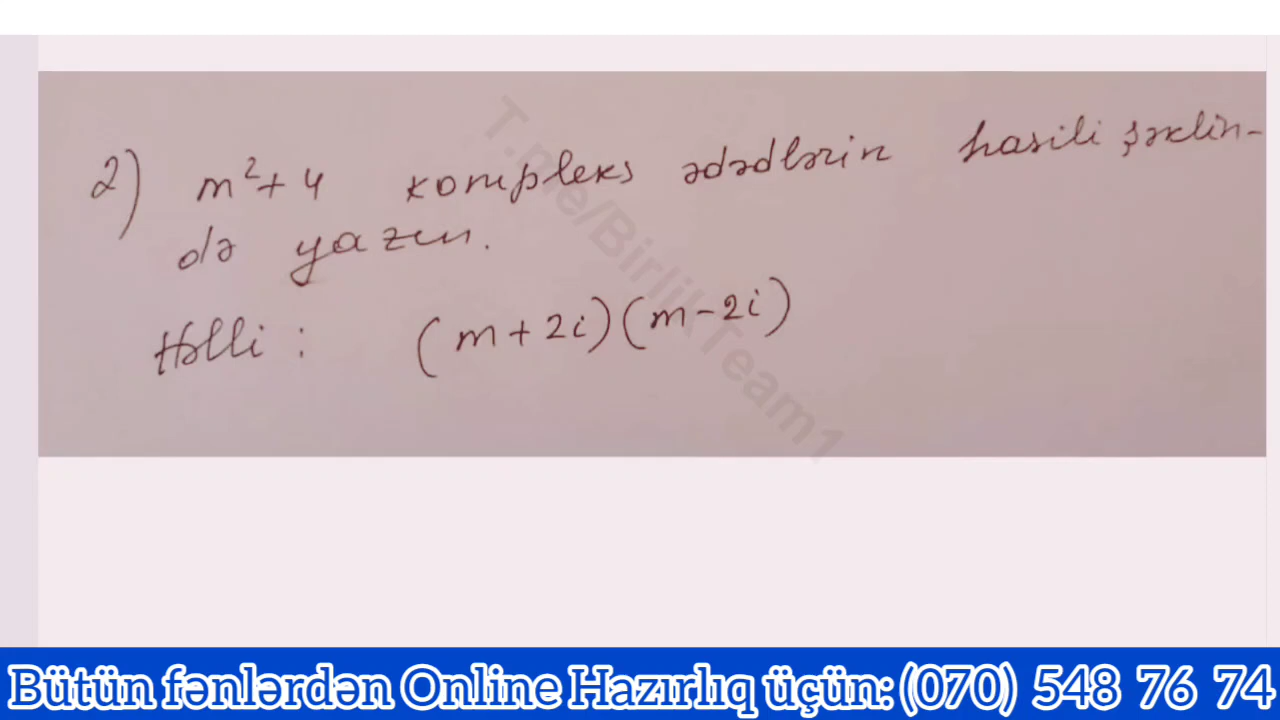 2) m²+4 kompleks ədədlərin hasili şəklin-
də yazın.
Həlli : (m+2i)(m-2i)
T.me/BirlikTeam1
Bütün fənlərdən Online Hazırlıq üçün: (070) 548 76 74